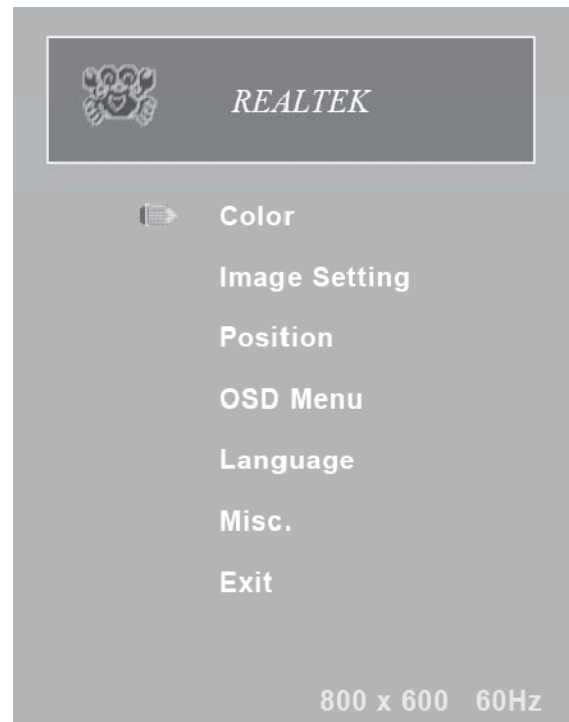 REALTEK
Color
Image Setting
Position
OSD Menu
Language
Misc.
Exit
800 x 600 60Hz